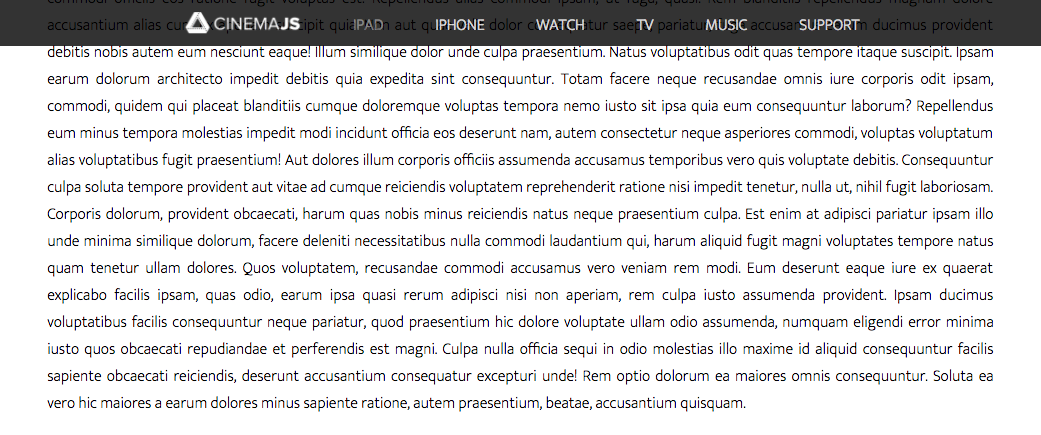 CINEMAJS IPAD IPHONE WATCH TV MUSIC SUPPORT
accusantium alias dolor pariatur ducimus provident
debitis nobis autem eum nesciunt eaque! Illum similique dolor unde culpa praesentium. Natus voluptatibus odit quas tempore itaque suscipit. Ipsam
earum dolorum architecto impedit debitis quia expedita sint consequuntur. Totam facere neque recusandae omnis iure corporis odit ipsam,
commodi, quidem qui placeat blanditiis cumque doloremque voluptas tempora nemo iusto sit ipsa quia eum consequuntur laborum? Repellendus
eum minus tempora molestias impedit modi incidunt officia eos deserunt nam, autem consectetur neque asperiores commodi, voluptas voluptatum
alias voluptatibus fugit praesentium! Aut dolores illum corporis officiis assumenda accusamus temporibus vero quis voluptate debitis. Consequuntur
culpa soluta tempore provident aut vitae ad cumque reiciendis voluptatem reprehenderit ratione nisi impedit tenetur, nulla ut, nihil fugit laboriosam.
Corporis dolorum, provident obcaecati, harum quas nobis minus reiciendis natus neque praesentium culpa. Est enim at adipisci pariatur ipsam illo
unde minima similique dolorum, facere deleniti necessitatibus nulla commodi laudantium qui, harum aliquid fugit magni voluptates tempore natus
quam tenetur ullam dolores. Quos voluptatem, recusandae commodi accusamus vero veniam rem modi. Eum deserunt eaque iure ex quaerat
explicabo facilis ipsam, quas odio, earum ipsa quasi rerum adipisci nisi non aperiam, rem culpa iusto assumenda provident. Ipsam ducimus
voluptatibus facilis consequuntur neque pariatur, quod praesentium hic dolore voluptate ullam odio assumenda, numquam eligendi error minima
iusto quos obcaecati repudiandae et perferendis est magni. Culpa nulla officia sequi in odio molestias illo maxime id aliquid consequuntur facilis
sapiente obcaecati reiciendis, deserunt accusantium consequatur excepturi unde! Rem optio dolorum ea maiores omnis consequuntur. Soluta ea
vero hic maiores a earum dolores minus sapiente ratione, autem praesentium, beatae, accusantium quisquam.